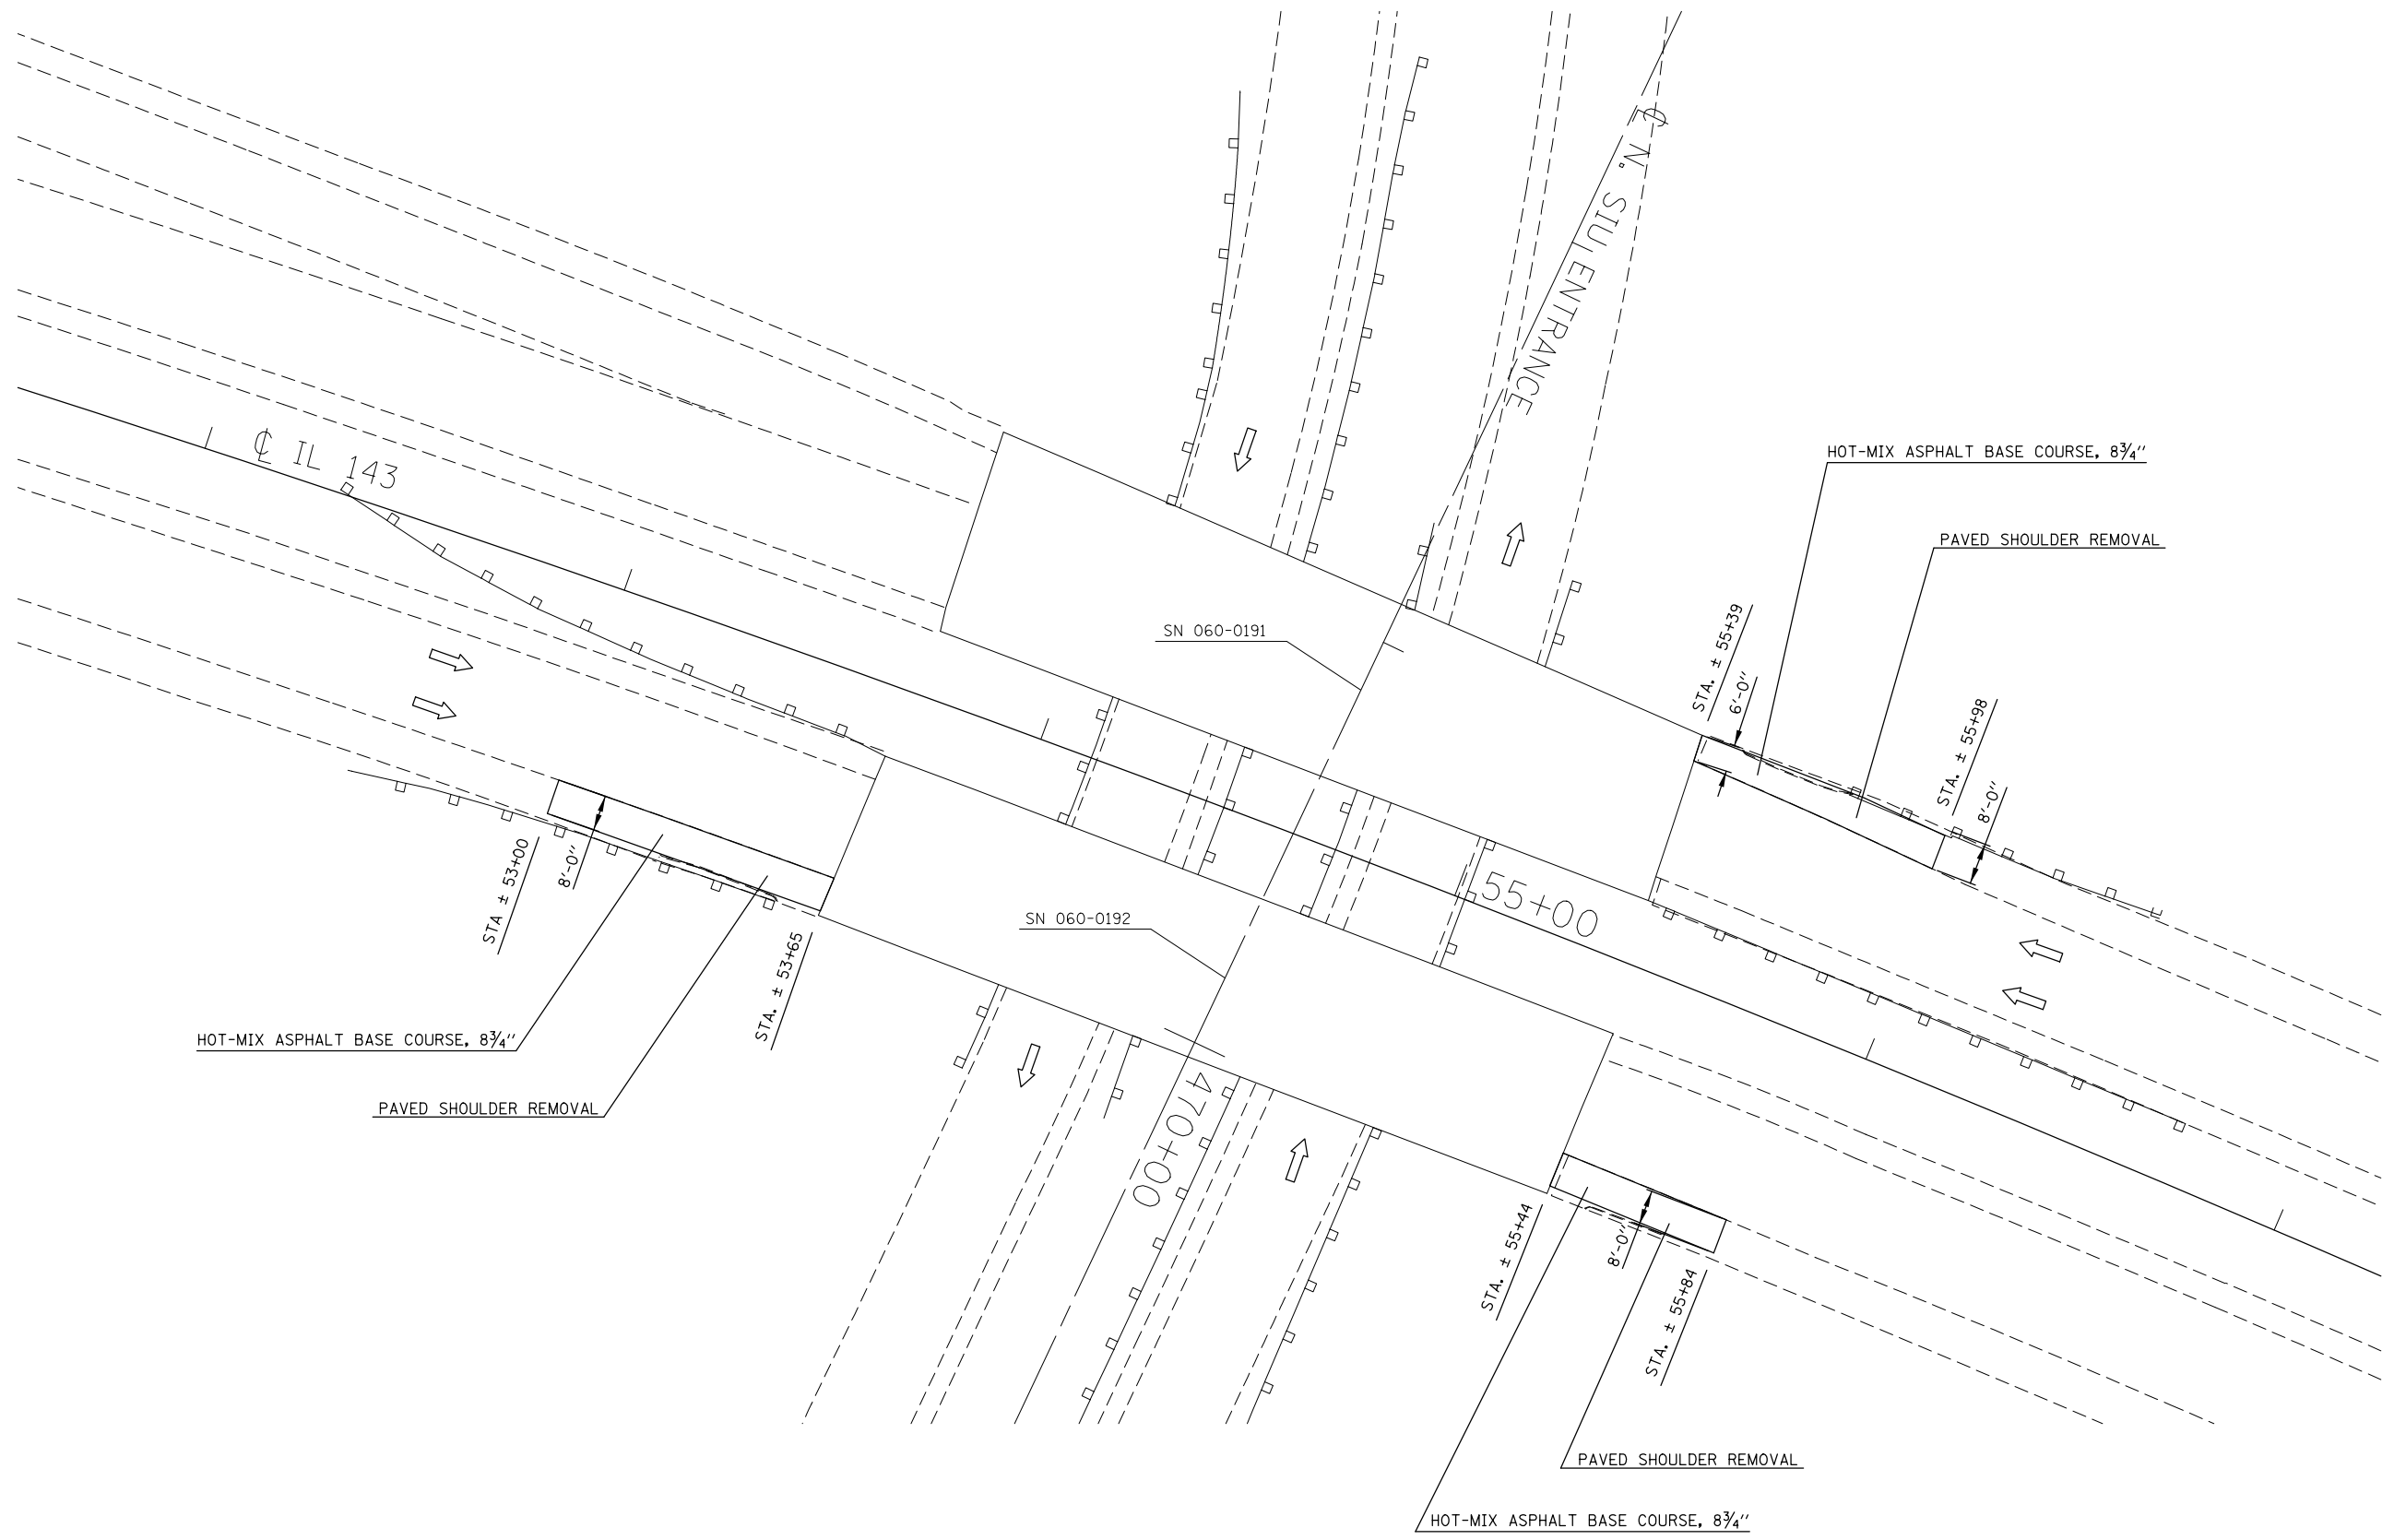 ℄ N. SIU ENTRANCE
℄ IL 143
HOT-MIX ASPHALT BASE COURSE, 8¾″
PAVED SHOULDER REMOVAL
STA. ± 55+39
6′-0″
SN 060-0191
STA. ± 55+98
8′-0″
STA ± 53+00
8′-0″
55+00
SN 060-0192
STA. ± 53+65
HOT-MIX ASPHALT BASE COURSE, 8¾″
PAVED SHOULDER REMOVAL
470+00
STA. ± 55+44
8′-0″
STA. ± 55+84
PAVED SHOULDER REMOVAL
HOT-MIX ASPHALT BASE COURSE, 8¾″